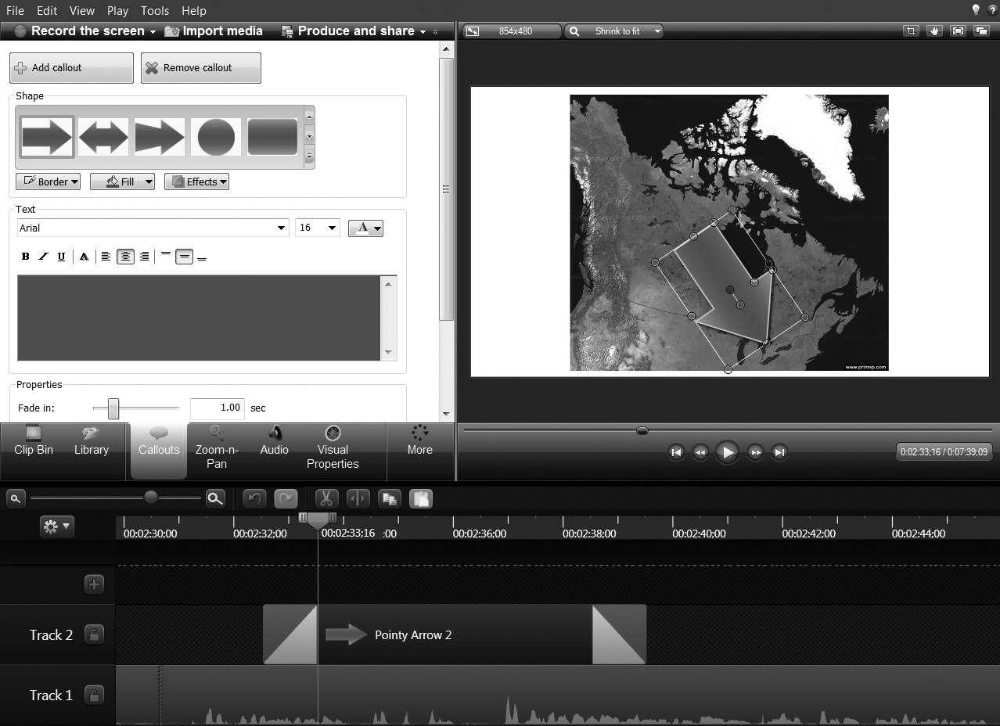 File Edit View Play Tools Help
Record the screen Import media Produce and share
854x480 Shrink to fit
Add callout Remove callout
Shape
Border Fill Effects
Text
Arial 16 A
B I U A
www.primap.com
Properties
Fade in: 1.00 sec
Clip Bin Library Callouts Zoom-n-Pan Audio Visual Properties More
0:02:33;16 / 0:07:39;09
00:02:30;00 00:02:32;00 00:02:33;16 ;00 00:02:36;00 00:02:38;00 00:02:40;00 00:02:42;00 00:02:44;00
Track 2 Pointy Arrow 2
Track 1